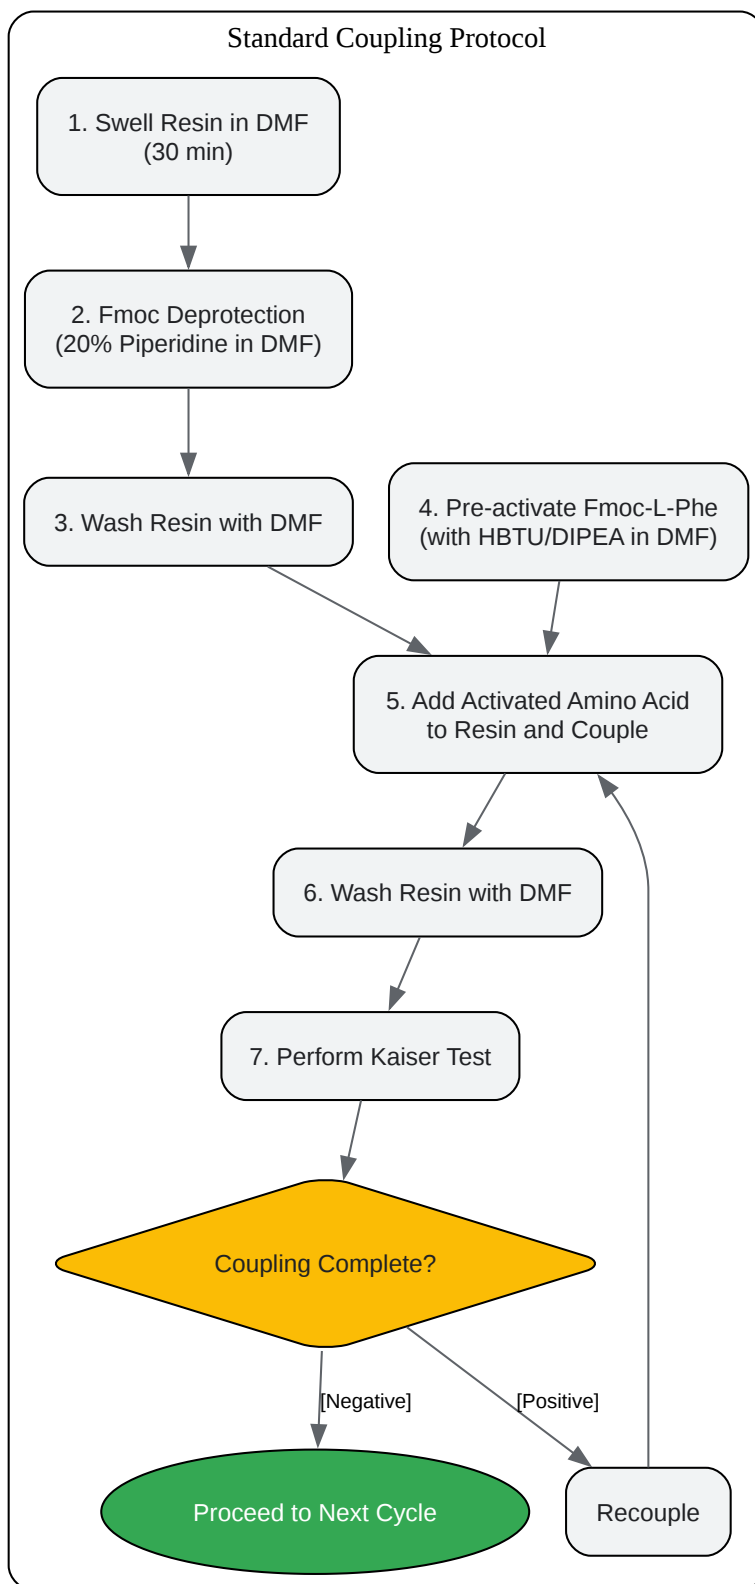 Standard Coupling Protocol
1. Swell Resin in DMF
(30 min)
2. Fmoc Deprotection
(20% Piperidine in DMF)
3. Wash Resin with DMF
4. Pre-activate Fmoc-L-Phe
(with HBTU/DIPEA in DMF)
5. Add Activated Amino Acid
to Resin and Couple
6. Wash Resin with DMF
7. Perform Kaiser Test
Coupling Complete?
[Negative]
[Positive]
Proceed to Next Cycle
Recouple